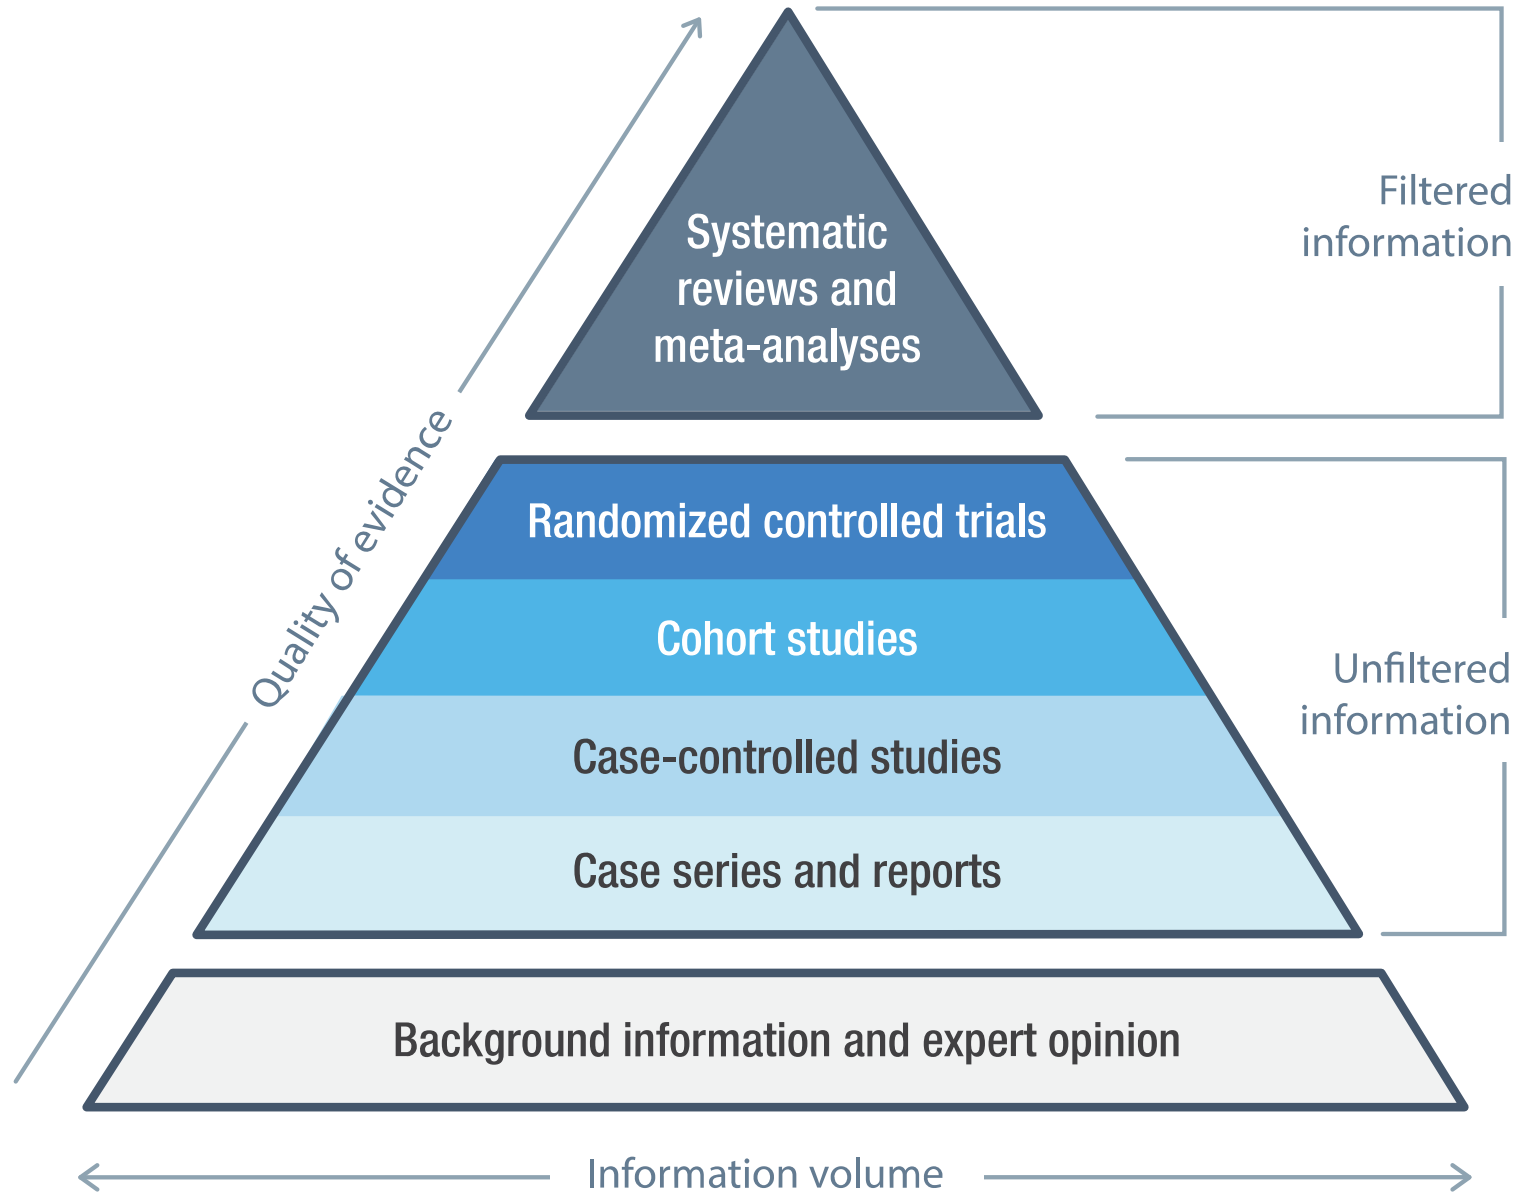 Systematic
reviews and
meta-analyses
Filtered
information
Quality of evidence
Randomized controlled trials
Cohort studies
Case-controlled studies
Case series and reports
Unfiltered
information
Background information and expert opinion
Information volume